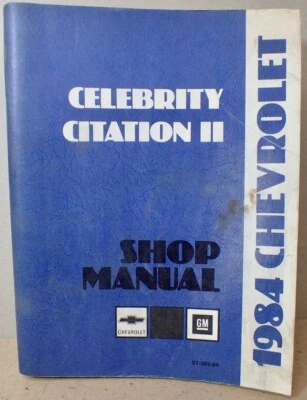 CELEBRITY
CITATION II
SHOP
MANUAL
CHEVROLET
GM
1984 CHEVROLET